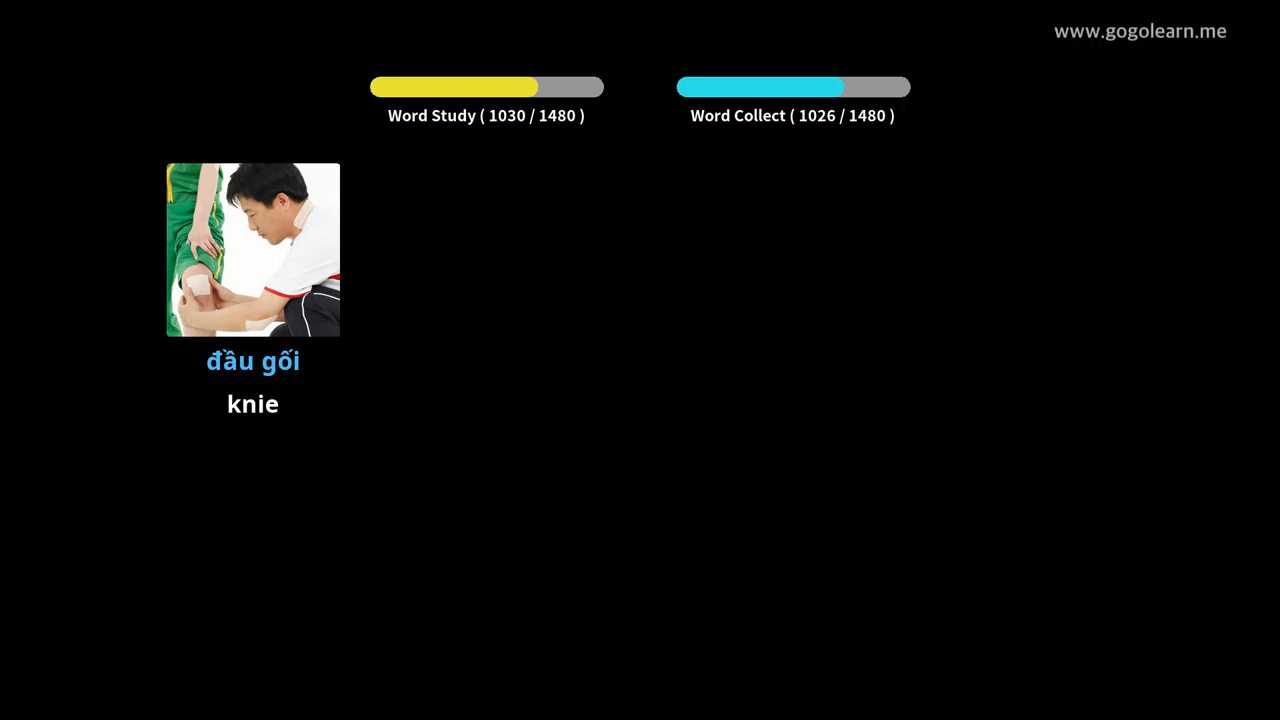 www.gogolearn.me
Word Study ( 1030 / 1480 )
Word Collect ( 1026 / 1480 )
đầu gối
knie